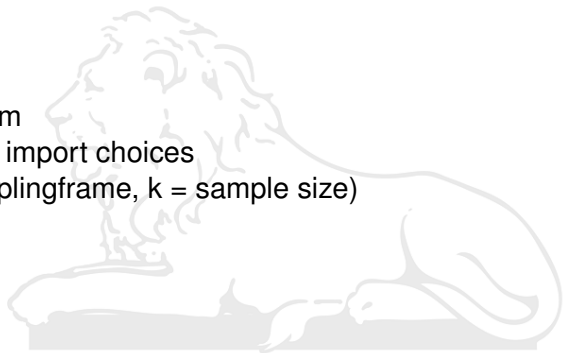 m
import choices
plingframe, k = sample size)